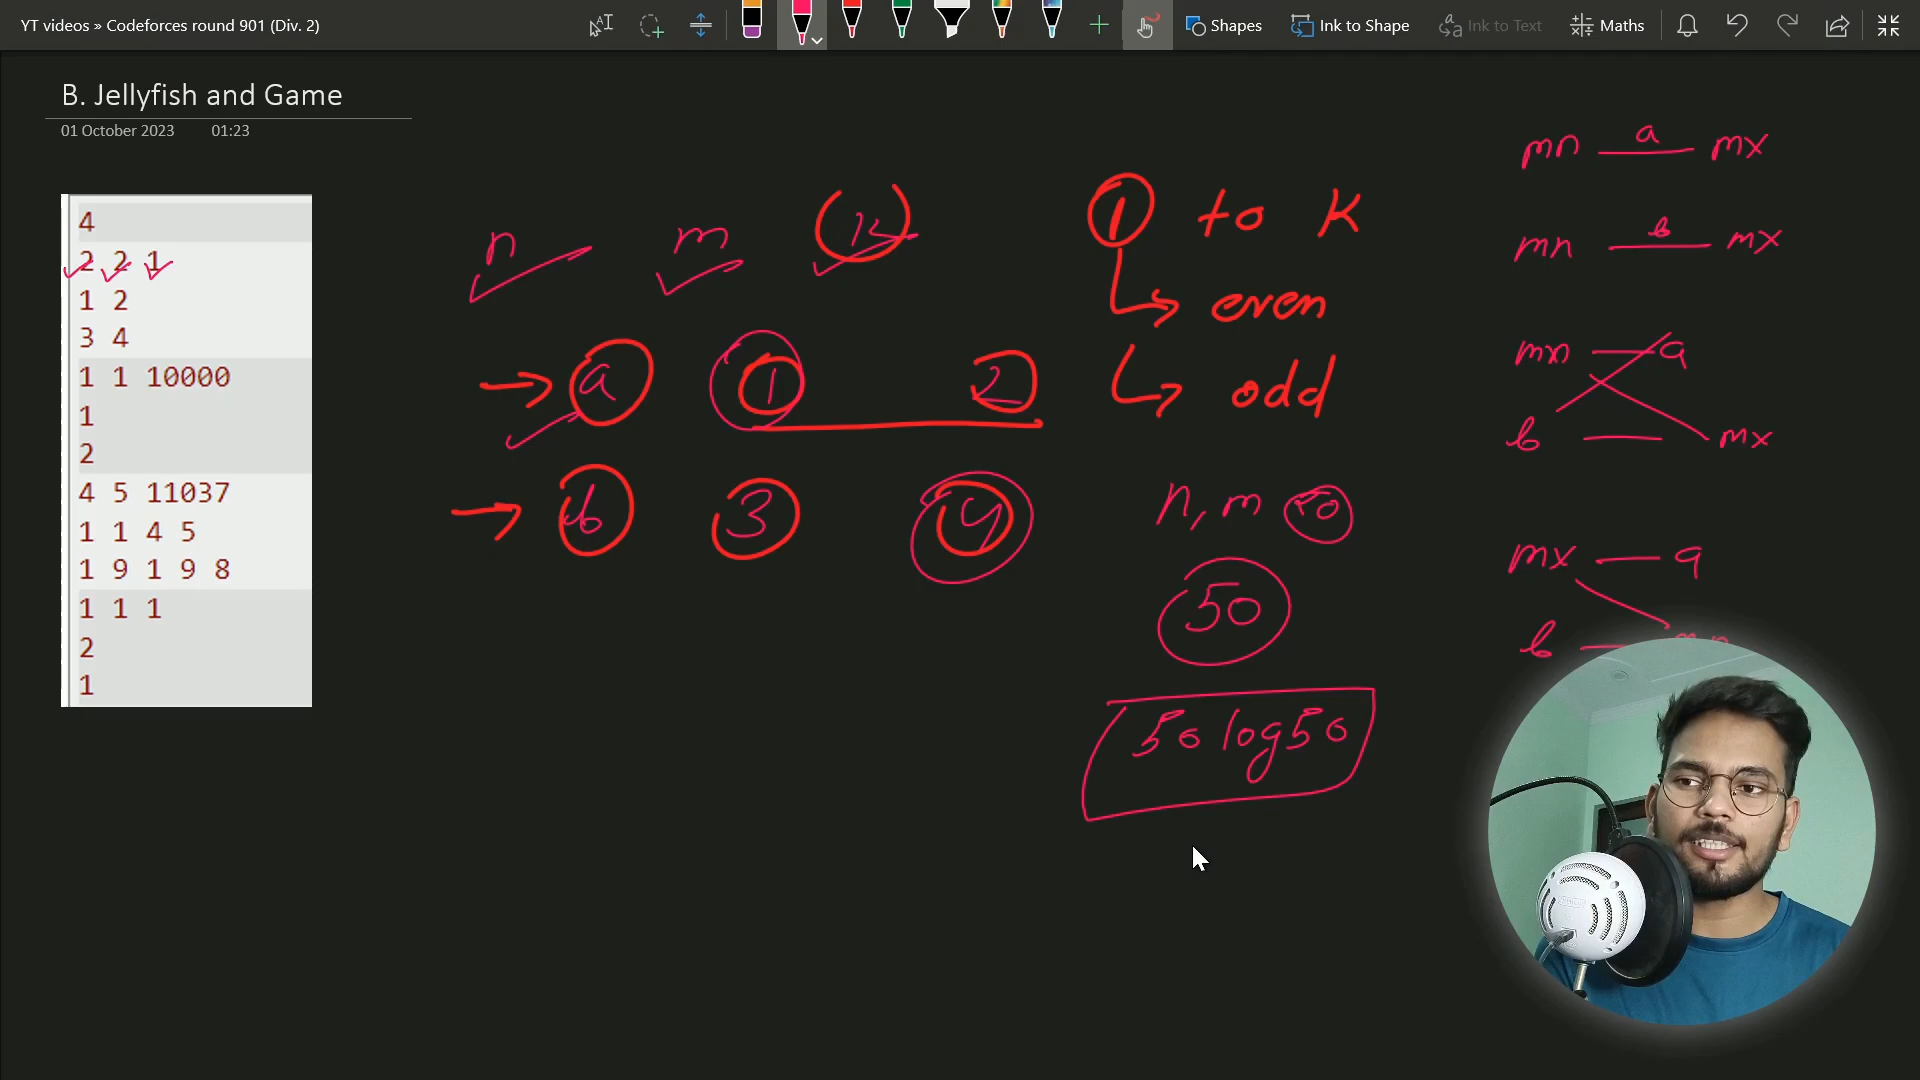 YT videos » Codeforces round 901 (Div. 2)
Shapes
Ink to Shape
Ink to Text
Maths
B. Jellyfish and Game
01 October 2023 01:23
4
2 2 1
1 2
3 4
1 1 10000
1
2
4 5 11037
1 1 4 5
1 9 1 9 8
1 1 1
2
1
n m k
a 1 2
b 3 4
1 to K
even
odd
n, m 50
50
50 log50
mn a mx
mn b mx
mn a
b mx
mx a
b